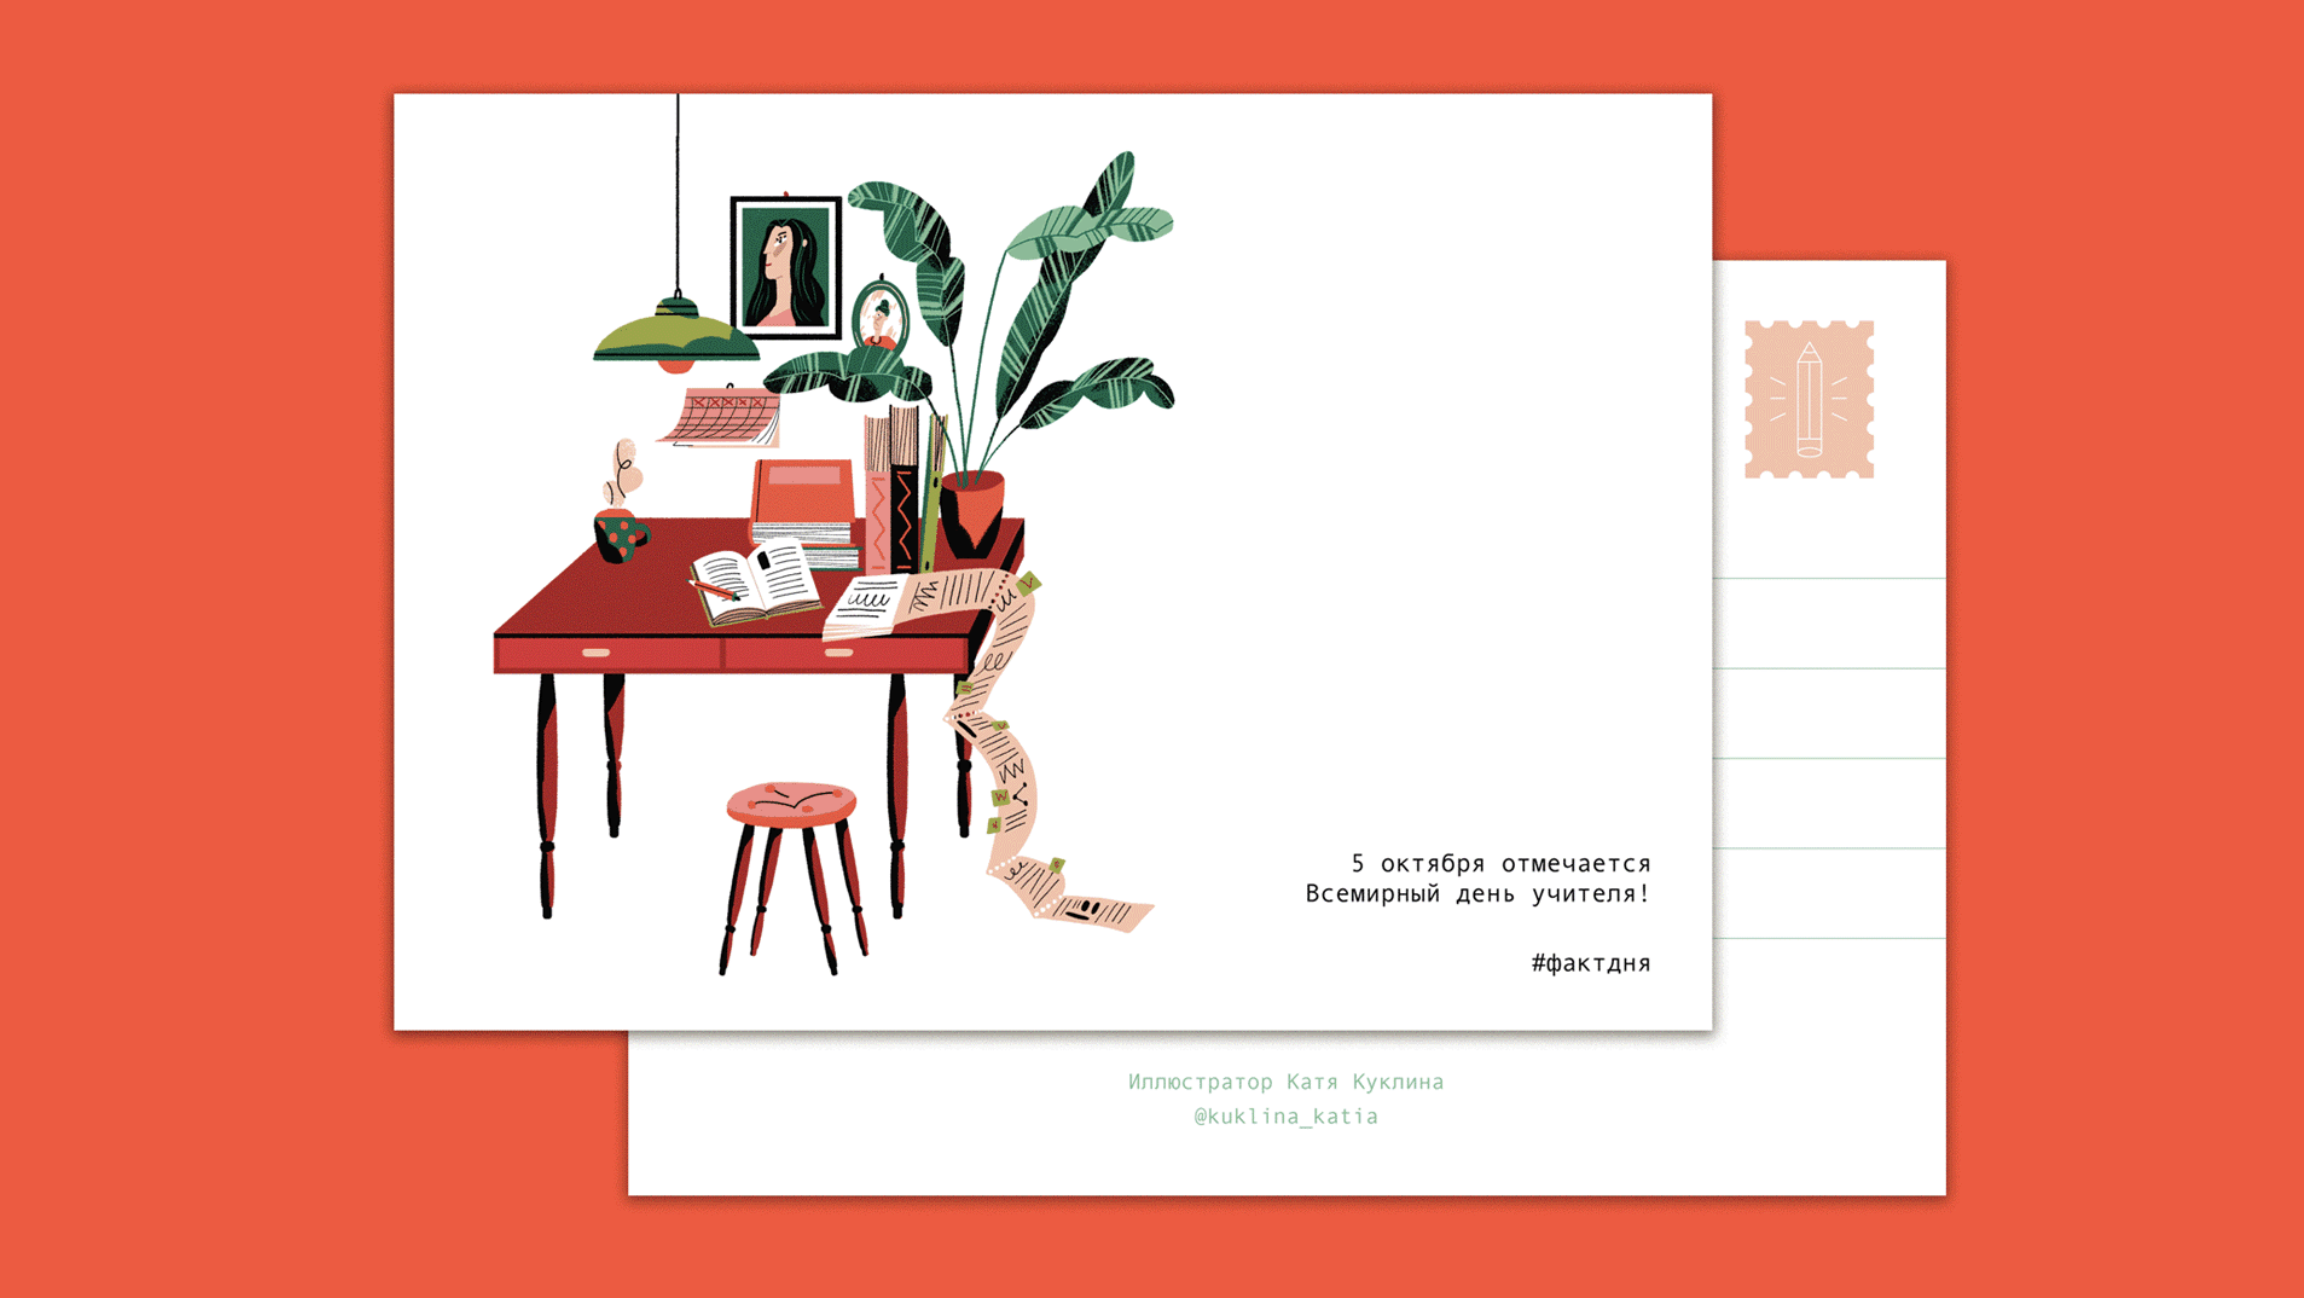 5 октября отмечается
Всемирный день учителя!
#фактдня
Иллюстратор Катя Куклина
@kuklina_katia